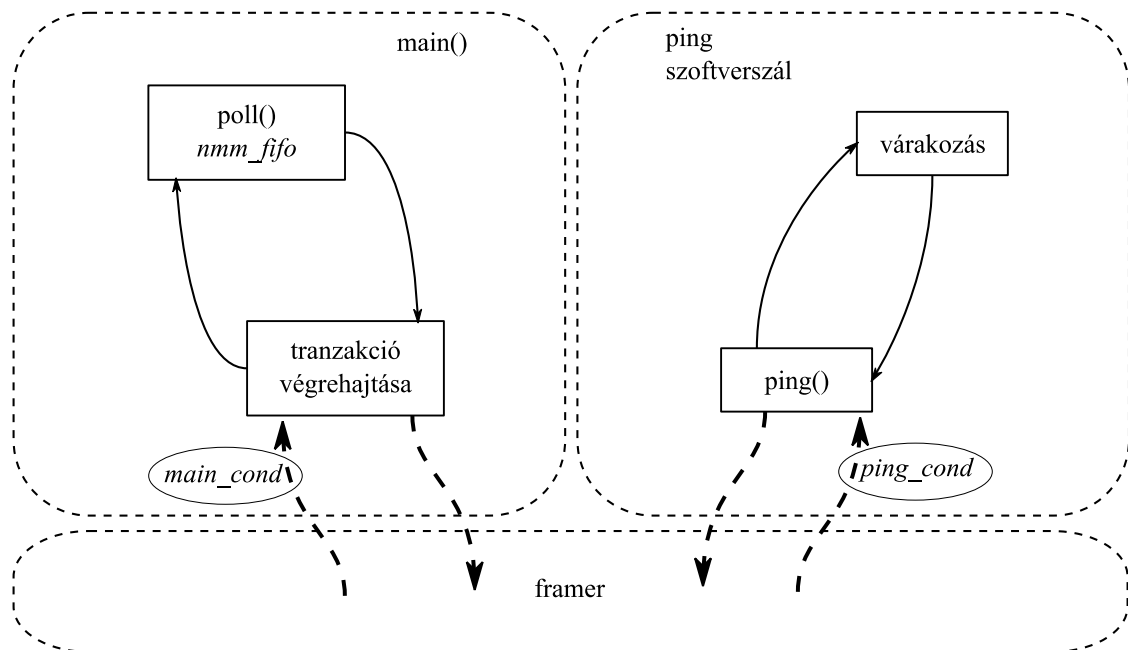 main()
poll()
nmm_fifo
tranzakció
végrehajtása
main_cond
ping
szoftverszál
várakozás
ping()
ping_cond
framer